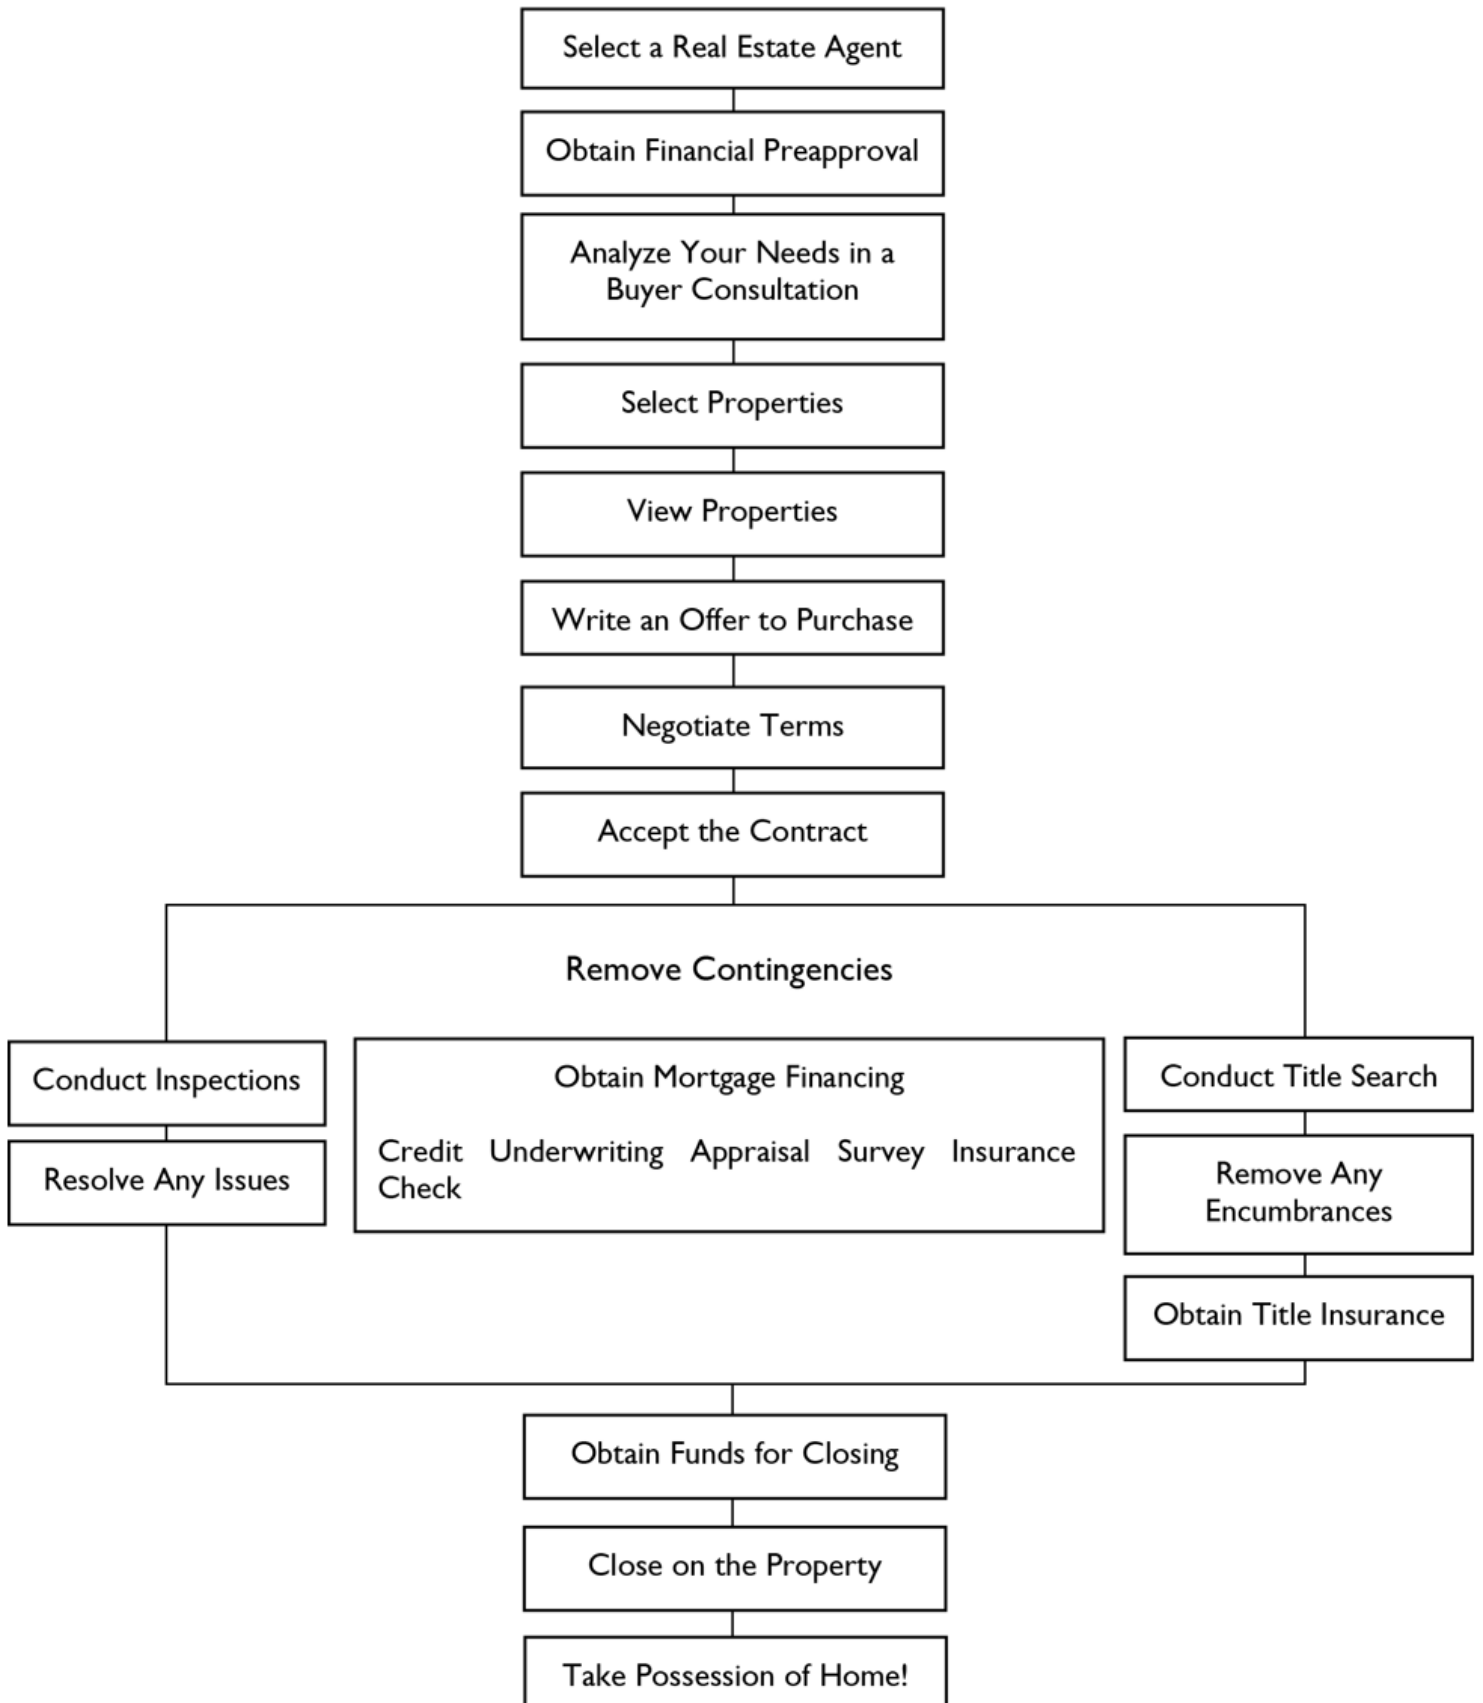 Select a Real Estate Agent
Obtain Financial Preapproval
Analyze Your Needs in a
Buyer Consultation
Select Properties
View Properties
Write an Offer to Purchase
Negotiate Terms
Accept the Contract
Remove Contingencies
Conduct Inspections
Resolve Any Issues
Obtain Mortgage Financing
Credit Underwriting Appraisal Survey Insurance
Check
Conduct Title Search
Remove Any
Encumbrances
Obtain Title Insurance
Obtain Funds for Closing
Close on the Property
Take Possession of Home!